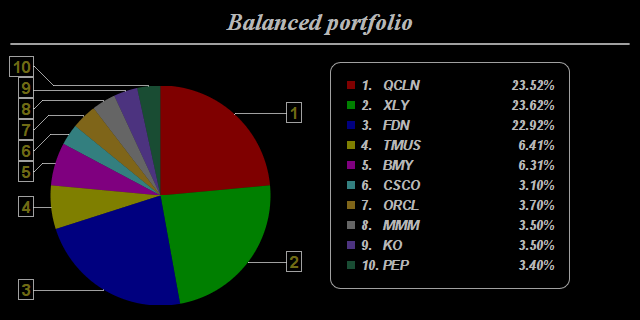 Balanced portfolio
10
9
8
7
6
5
4
3
1
2
1. QCLN 23.52%
2. XLY 23.62%
3. FDN 22.92%
4. TMUS 6.41%
5. BMY 6.31%
6. CSCO 3.10%
7. ORCL 3.70%
8. MMM 3.50%
9. KO 3.50%
10. PEP 3.40%